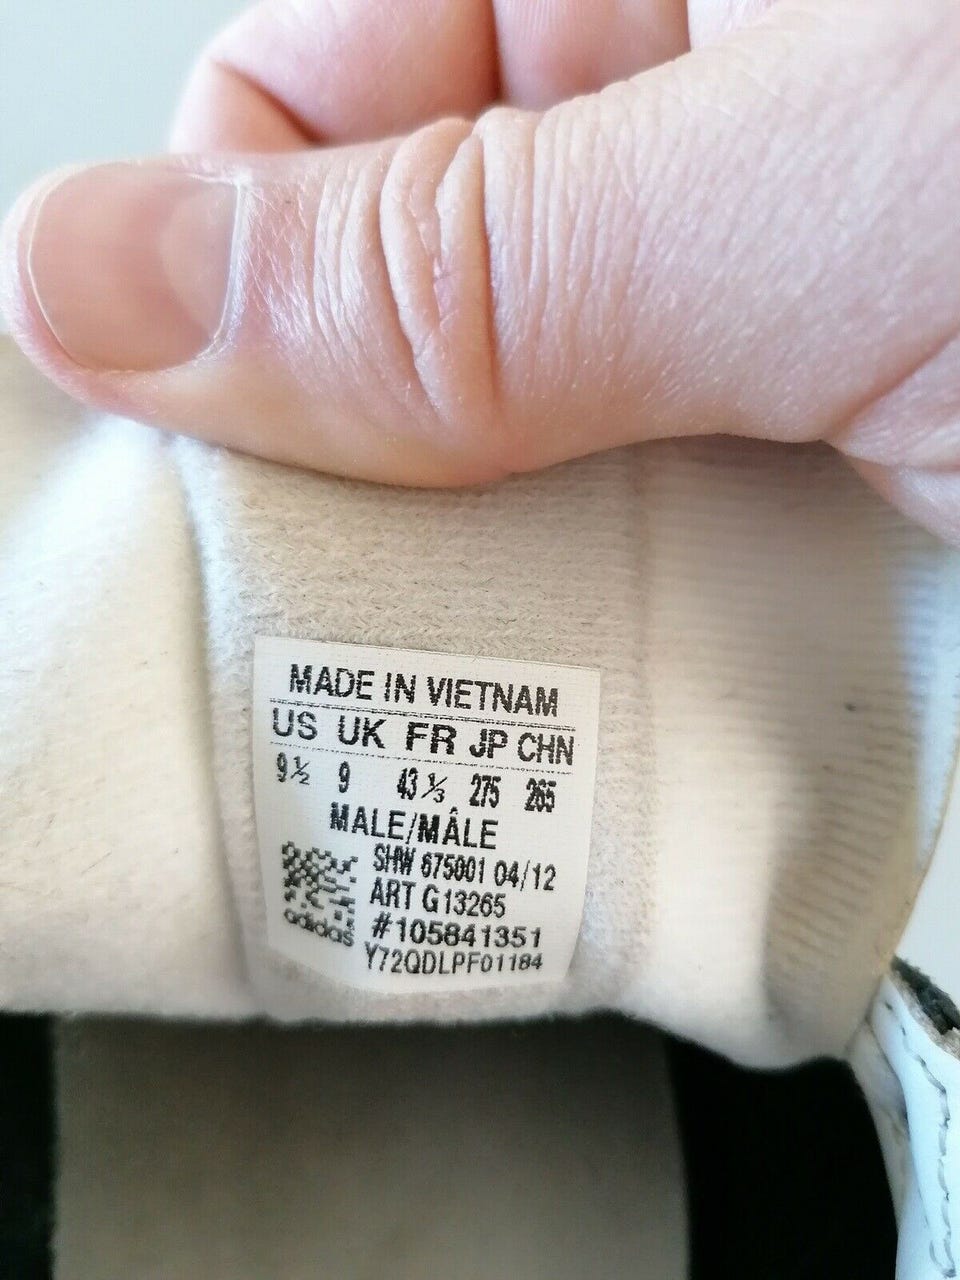 MADE IN VIETNAM
US UK FR JP CHN
9½ 9 43⅓ 275 265
MALE/MÂLE
SHW 675001 04/12
ART G13265
#105841351
Y72QDLPF01184
adidas